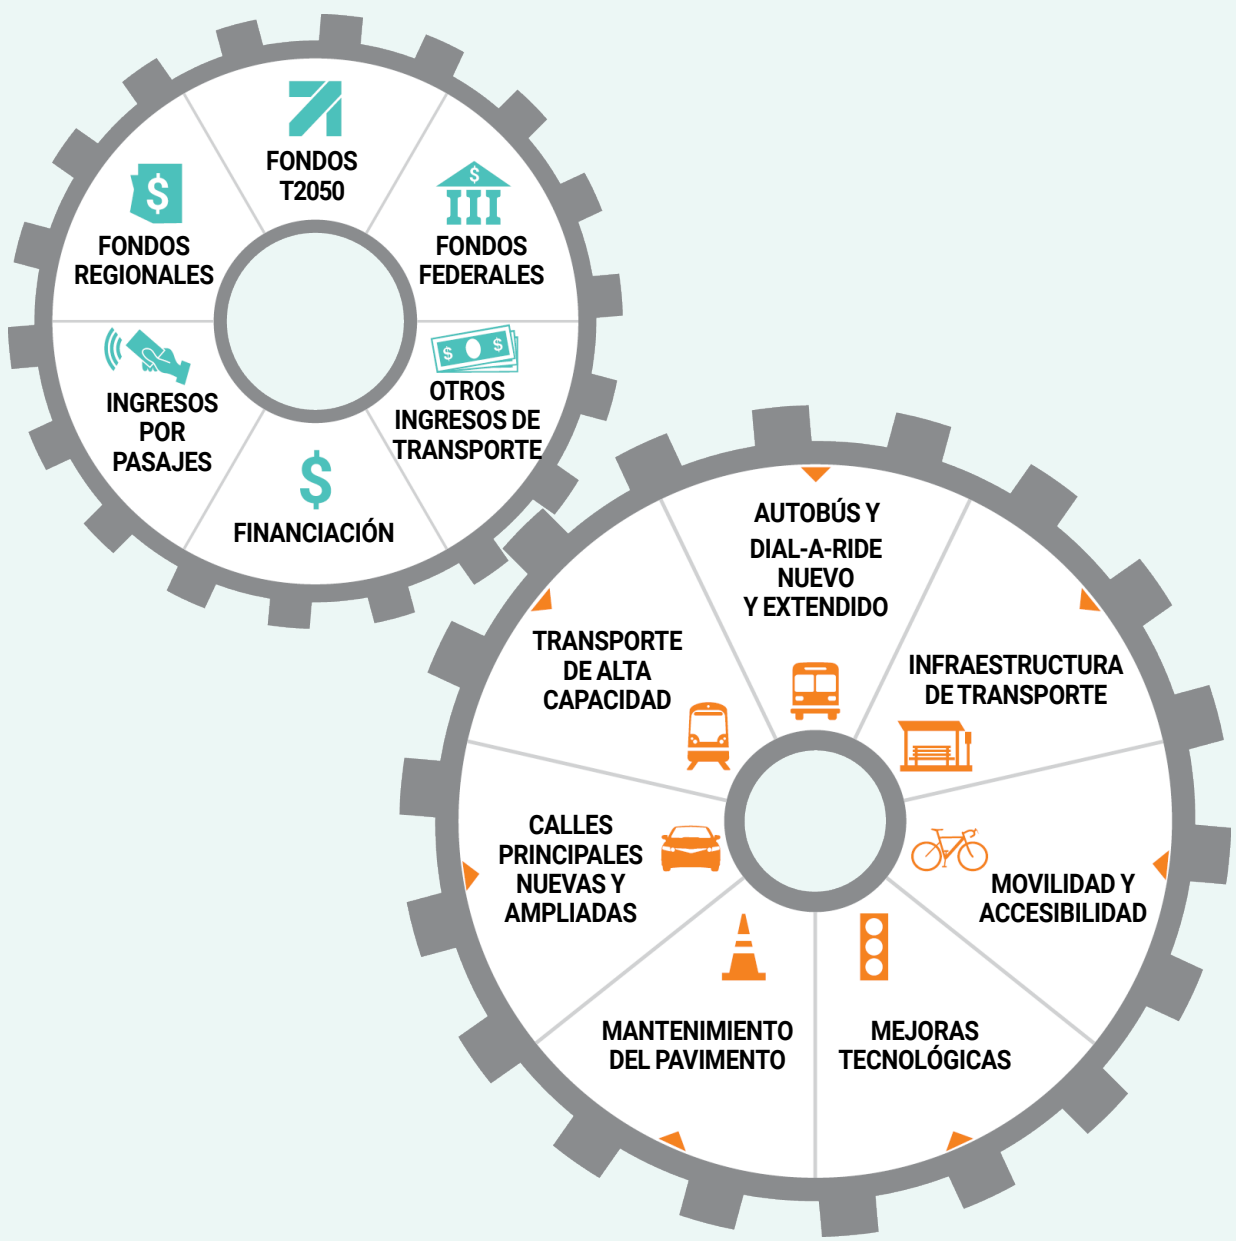 FONDOS
T2050
FONDOS
FEDERALES
OTROS
INGRESOS DE
TRANSPORTE
FINANCIACIÓN
INGRESOS
POR
PASAJES
FONDOS
REGIONALES
AUTOBÚS Y
DIAL-A-RIDE
NUEVO
Y EXTENDIDO
INFRAESTRUCTURA
DE TRANSPORTE
MOVILIDAD Y
ACCESIBILIDAD
MEJORAS
TECNOLÓGICAS
MANTENIMIENTO
DEL PAVIMENTO
CALLES
PRINCIPALES
NUEVAS Y
AMPLIADAS
TRANSPORTE
DE ALTA
CAPACIDAD